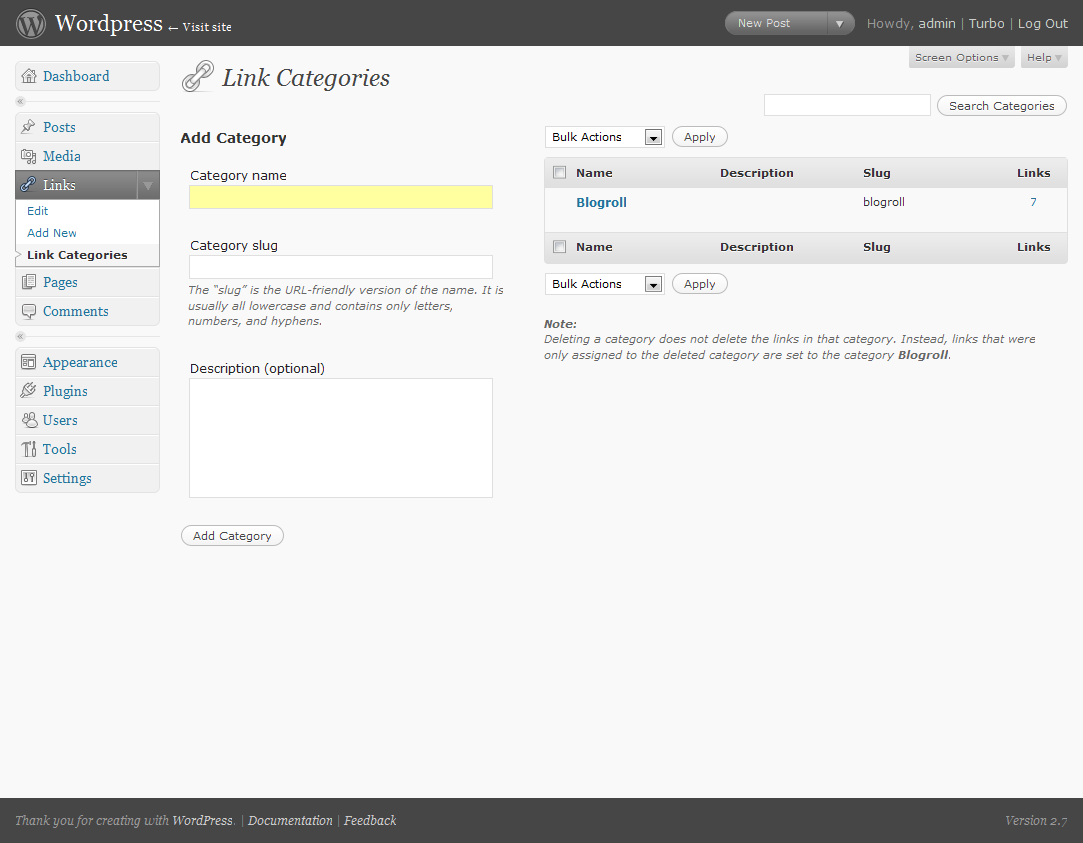 Wordpress ← Visit site
New Post
Howdy, admin | Turbo | Log Out
Screen Options
Help
Dashboard
Posts
Media
Links
Edit
Add New
Link Categories
Pages
Comments
Appearance
Plugins
Users
Tools
Settings
Link Categories
Search Categories
Add Category
Category name
Category slug
The “slug” is the URL-friendly version of the name. It is
usually all lowercase and contains only letters,
numbers, and hyphens.
Description (optional)
Add Category
Bulk Actions Apply
Name Description Slug Links
Blogroll blogroll 7
Name Description Slug Links
Bulk Actions Apply
Note:
Deleting a category does not delete the links in that category. Instead, links that were
only assigned to the deleted category are set to the category Blogroll.
Thank you for creating with WordPress. | Documentation | Feedback
Version 2.7